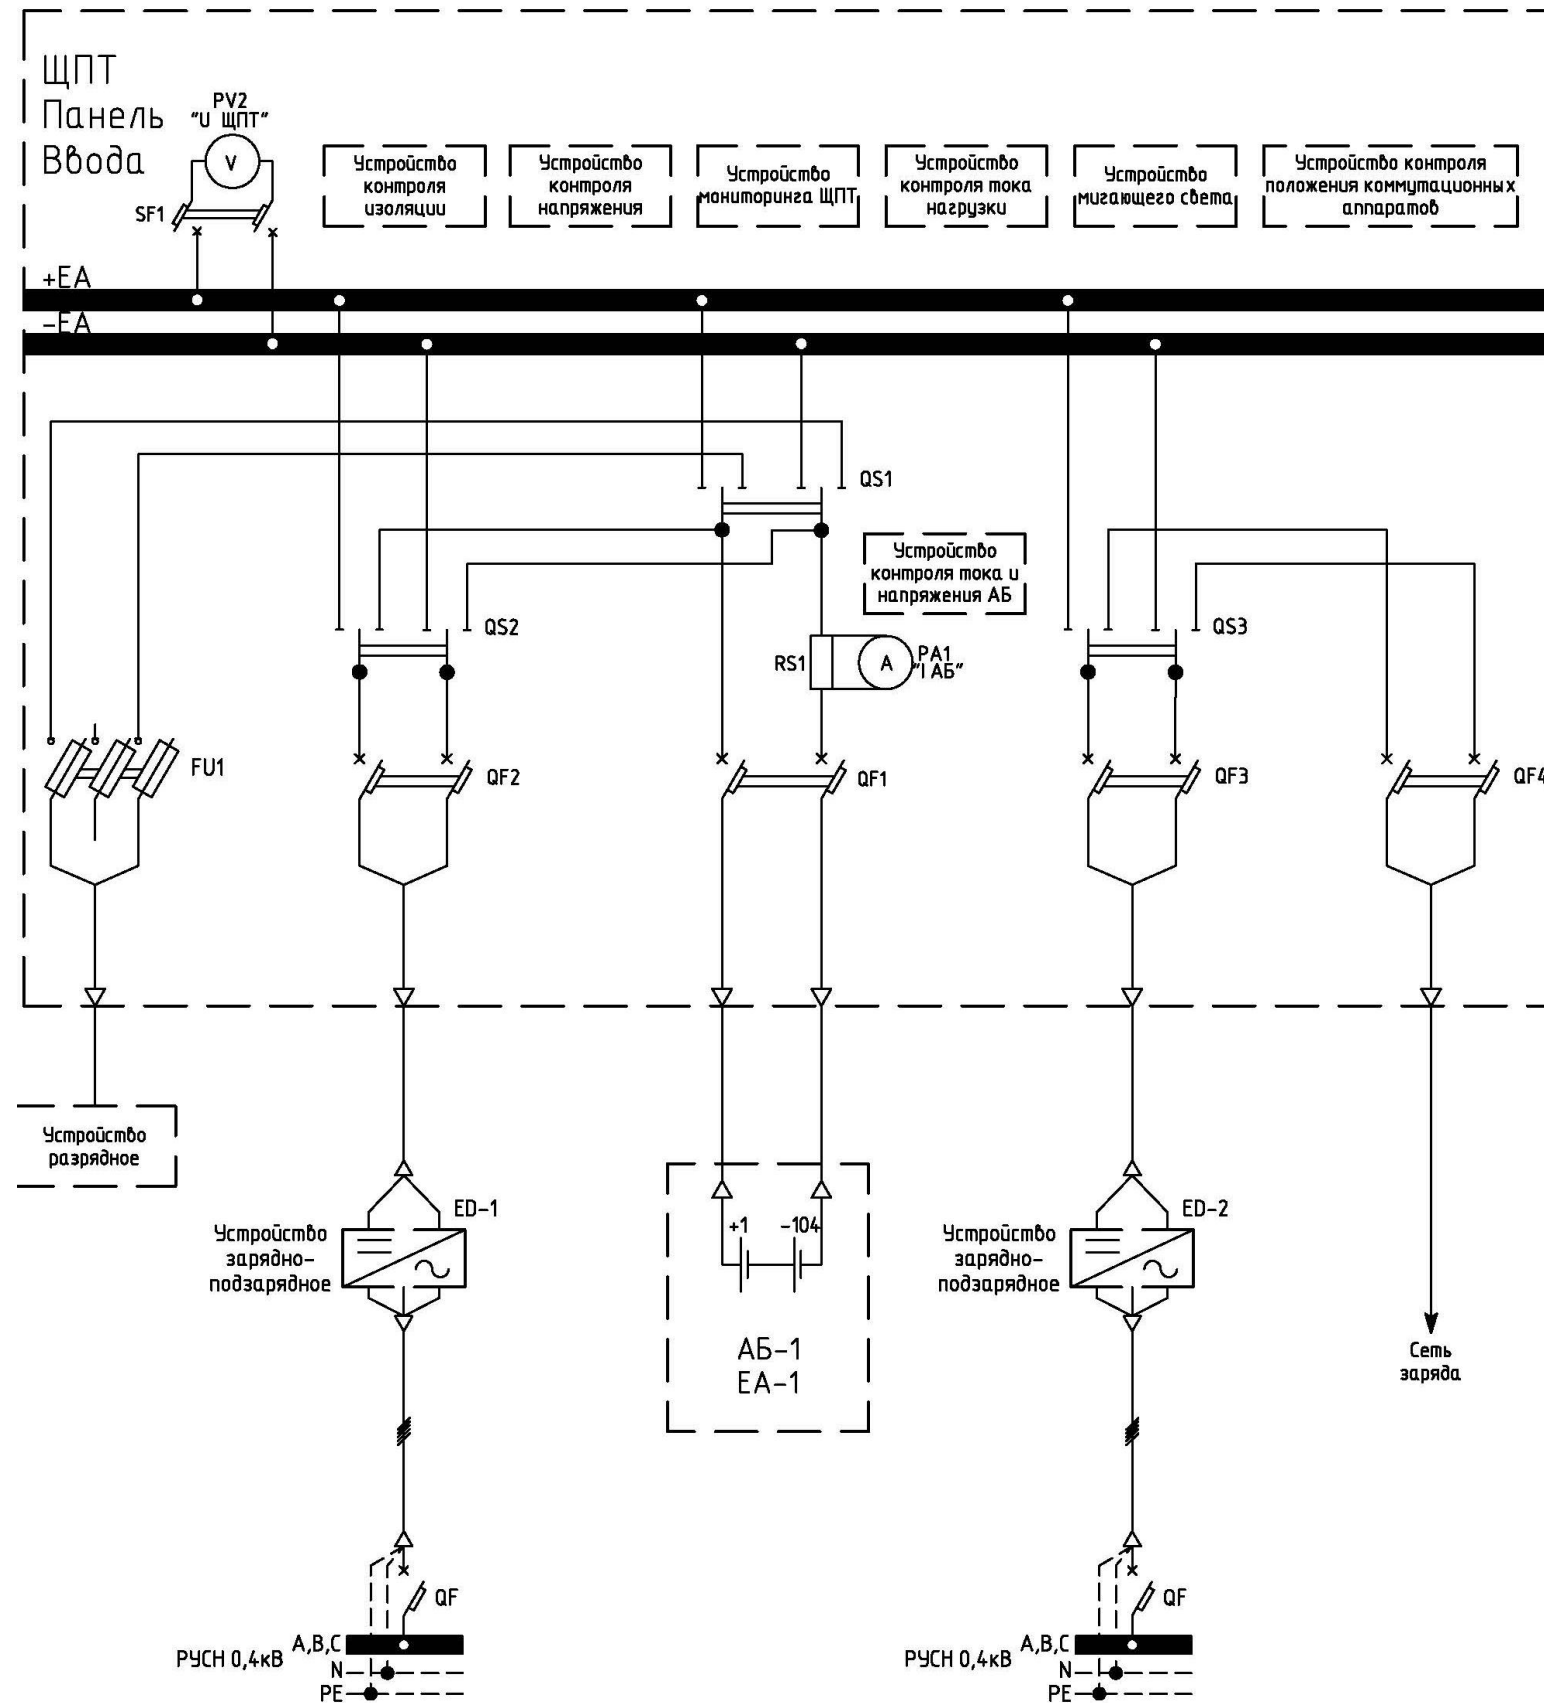 ЩПТ
Панель
Ввода
PV2
"U ЩПТ"
V
SF1
Устройство
контроля
изоляции
Устройство
контроля
напряжения
Устройство
мониторинга ЩПТ
Устройство
контроля тока
нагрузки
Устройство
мигающего света
Устройство контроля
положения коммутационных
аппаратов
+EA
-EA
QS1
Устройство
контроля тока и
напряжения АБ
QS2
QS3
RS1
A
PA1
"I АБ"
FU1
QF2
QF1
QF3
QF4
Устройство
разрядное
ED-1
Устройство
зарядно-
подзарядное
+1
-104
АБ-1
ЕА-1
ED-2
Устройство
зарядно-
подзарядное
Сеть
заряда
QF
A,B,C
РУСН 0,4кВ
N
PE
QF
A,B,C
РУСН 0,4кВ
N
PE